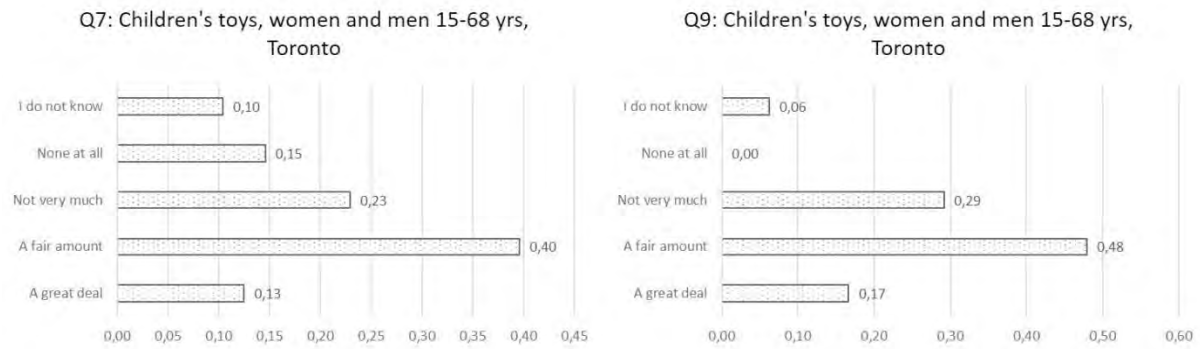 Q7: Children's toys, women and men 15-68 yrs,
Toronto
I do not know 0,10
None at all 0,15
Not very much 0,23
A fair amount 0,40
A great deal 0,13
0,00 0,05 0,10 0,15 0,20 0,25 0,30 0,35 0,40 0,45
Q9: Children's toys, women and men 15-68 yrs,
Toronto
I do not know 0,06
None at all 0,00
Not very much 0,29
A fair amount 0,48
A great deal 0,17
0,00 0,10 0,20 0,30 0,40 0,50 0,60